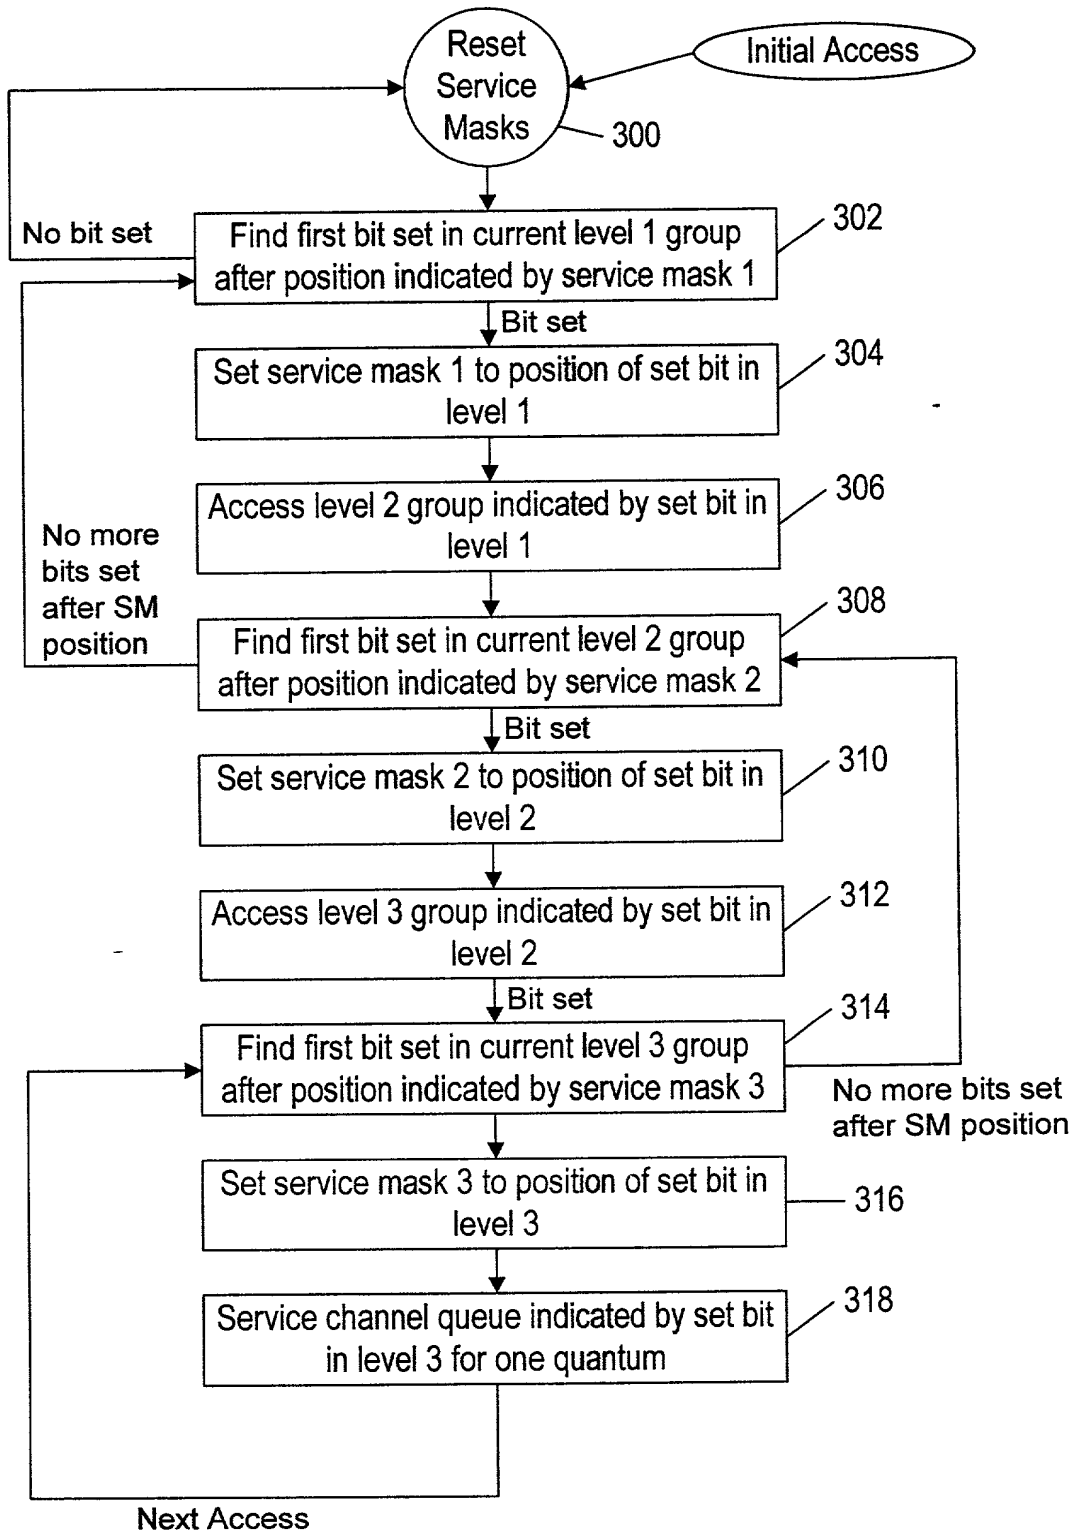 Reset
Service
Masks
Initial Access
300
No bit set
Find first bit set in current level 1 group
after position indicated by service mask 1
302
Bit set
Set service mask 1 to position of set bit in
level 1
304
Access level 2 group indicated by set bit in
level 1
306
No more
bits set
after SM
position
Find first bit set in current level 2 group
after position indicated by service mask 2
308
Bit set
Set service mask 2 to position of set bit in
level 2
310
Access level 3 group indicated by set bit in
level 2
312
Bit set
Find first bit set in current level 3 group
after position indicated by service mask 3
314
No more bits set
after SM position
Set service mask 3 to position of set bit in
level 3
316
Service channel queue indicated by set bit
in level 3 for one quantum
318
Next Access